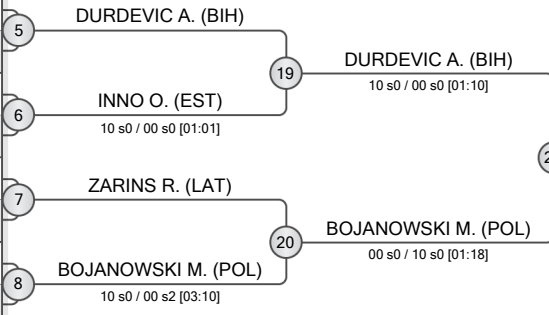 DURDEVIC A. (BIH)
5
19
DURDEVIC A. (BIH)
10 s0 / 00 s0 [01:10]
INNO O. (EST)
6
10 s0 / 00 s0 [01:01]
ZARINS R. (LAT)
7
20
BOJANOWSKI M. (POL)
00 s0 / 10 s0 [01:18]
BOJANOWSKI M. (POL)
8
10 s0 / 00 s2 [03:10]